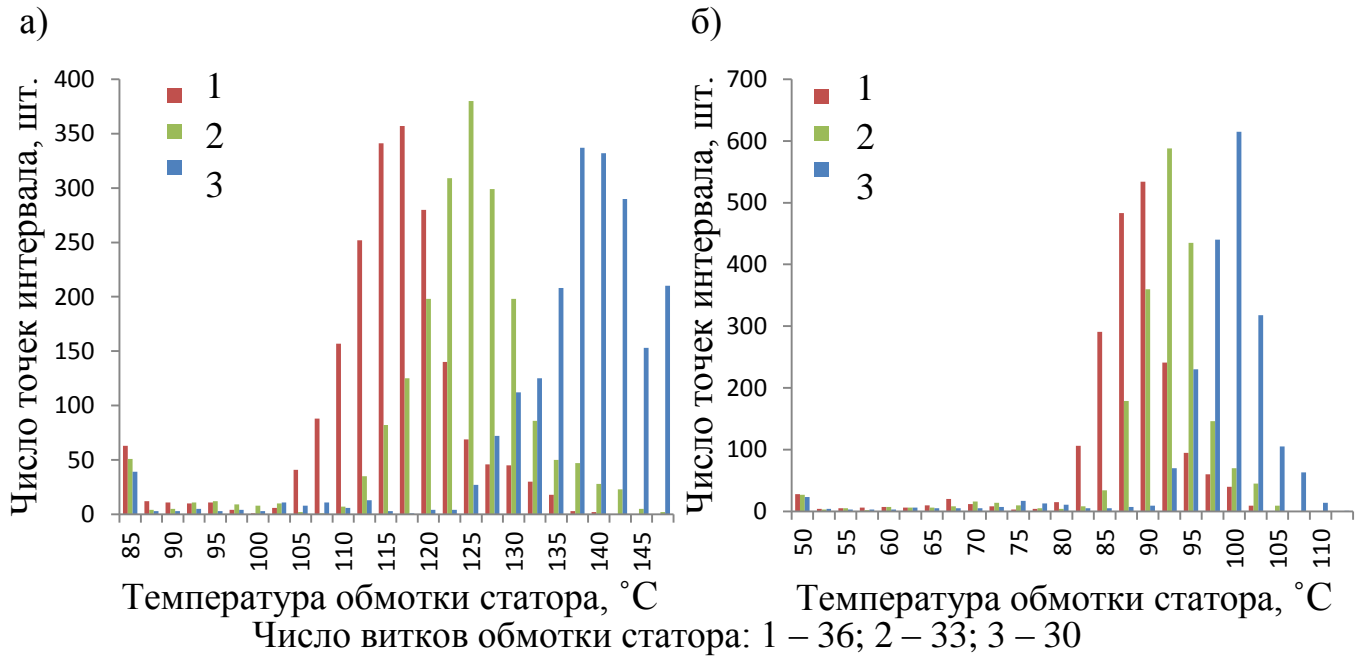 а)
Число точек интервала, шт.
400
350
300
250
200
150
100
50
0
1
2
3
85 90 95 100 105 110 115 120 125 130 135 140 145
Температура обмотки статора, ˚С
б)
Число точек интервала, шт.
700
600
500
400
300
200
100
0
1
2
3
50 55 60 65 70 75 80 85 90 95 100 105 110
Температура обмотки статора, ˚С
Число витков обмотки статора: 1 – 36; 2 – 33; 3 – 30